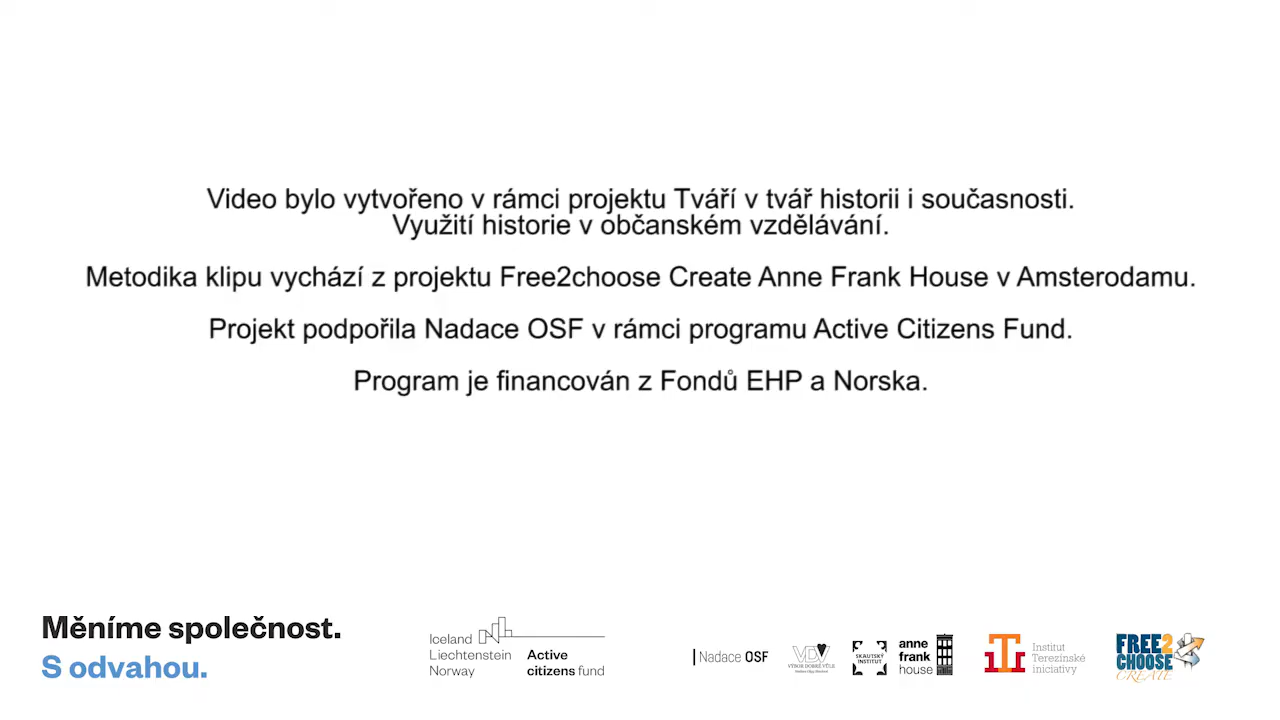 Video bylo vytvořeno v rámci projektu Tváří v tvář historii i současnosti.
Využití historie v občanském vzdělávání.
Metodika klipu vychází z projektu Free2choose Create Anne Frank House v Amsterodamu.
Projekt podpořila Nadace OSF v rámci programu Active Citizens Fund.
Program je financován z Fondů EHP a Norska.
Měníme společnost.
S odvahou.
Iceland
Liechtenstein
Norway
Active
citizens fund
Nadace OSF
VDV
VÝBOR DOBRÉ VŮLE
SKAUTSKÝ
INSTITUT
anne
frank
house
Institut
Terezínské
iniciativy
FREE2
CHOOSE
CREATE